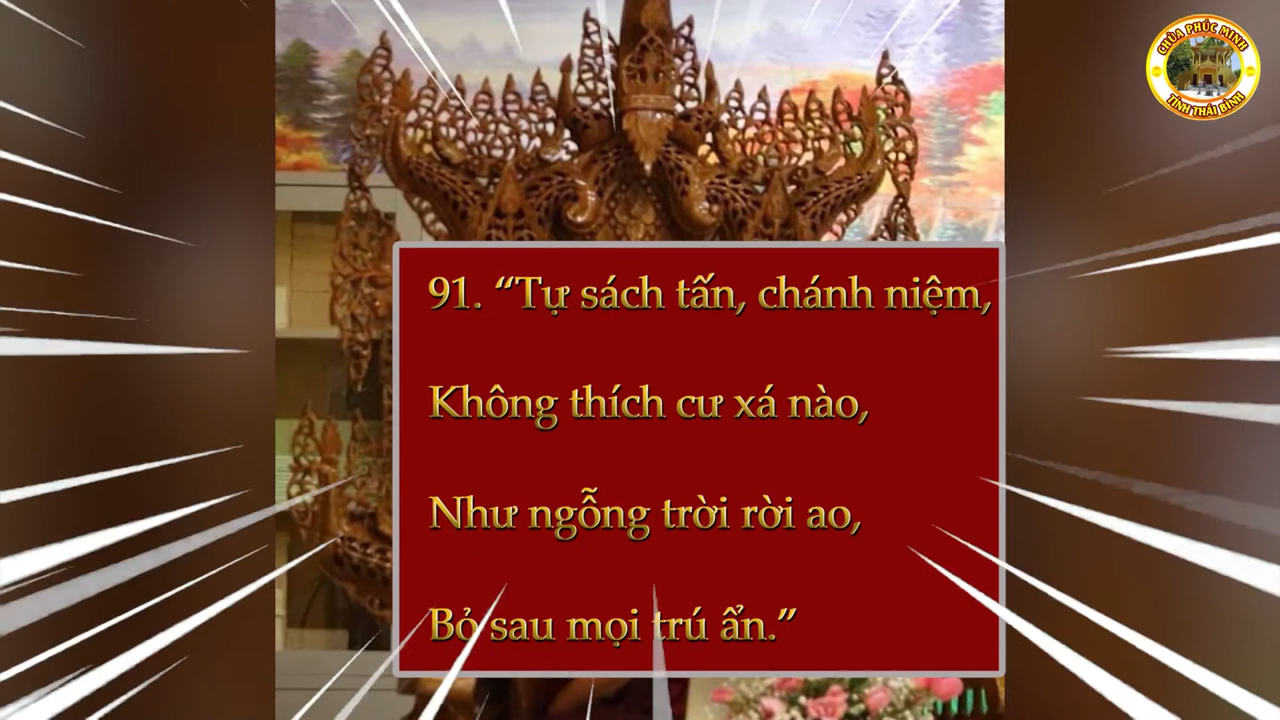 CHÙA PHÚC MINH
TỈNH THÁI BÌNH
91. “Tự sách tấn, chánh niệm,
Không thích cư xá nào,
Như ngỗng trời rời ao,
Bỏ sau mọi trú ẩn.”